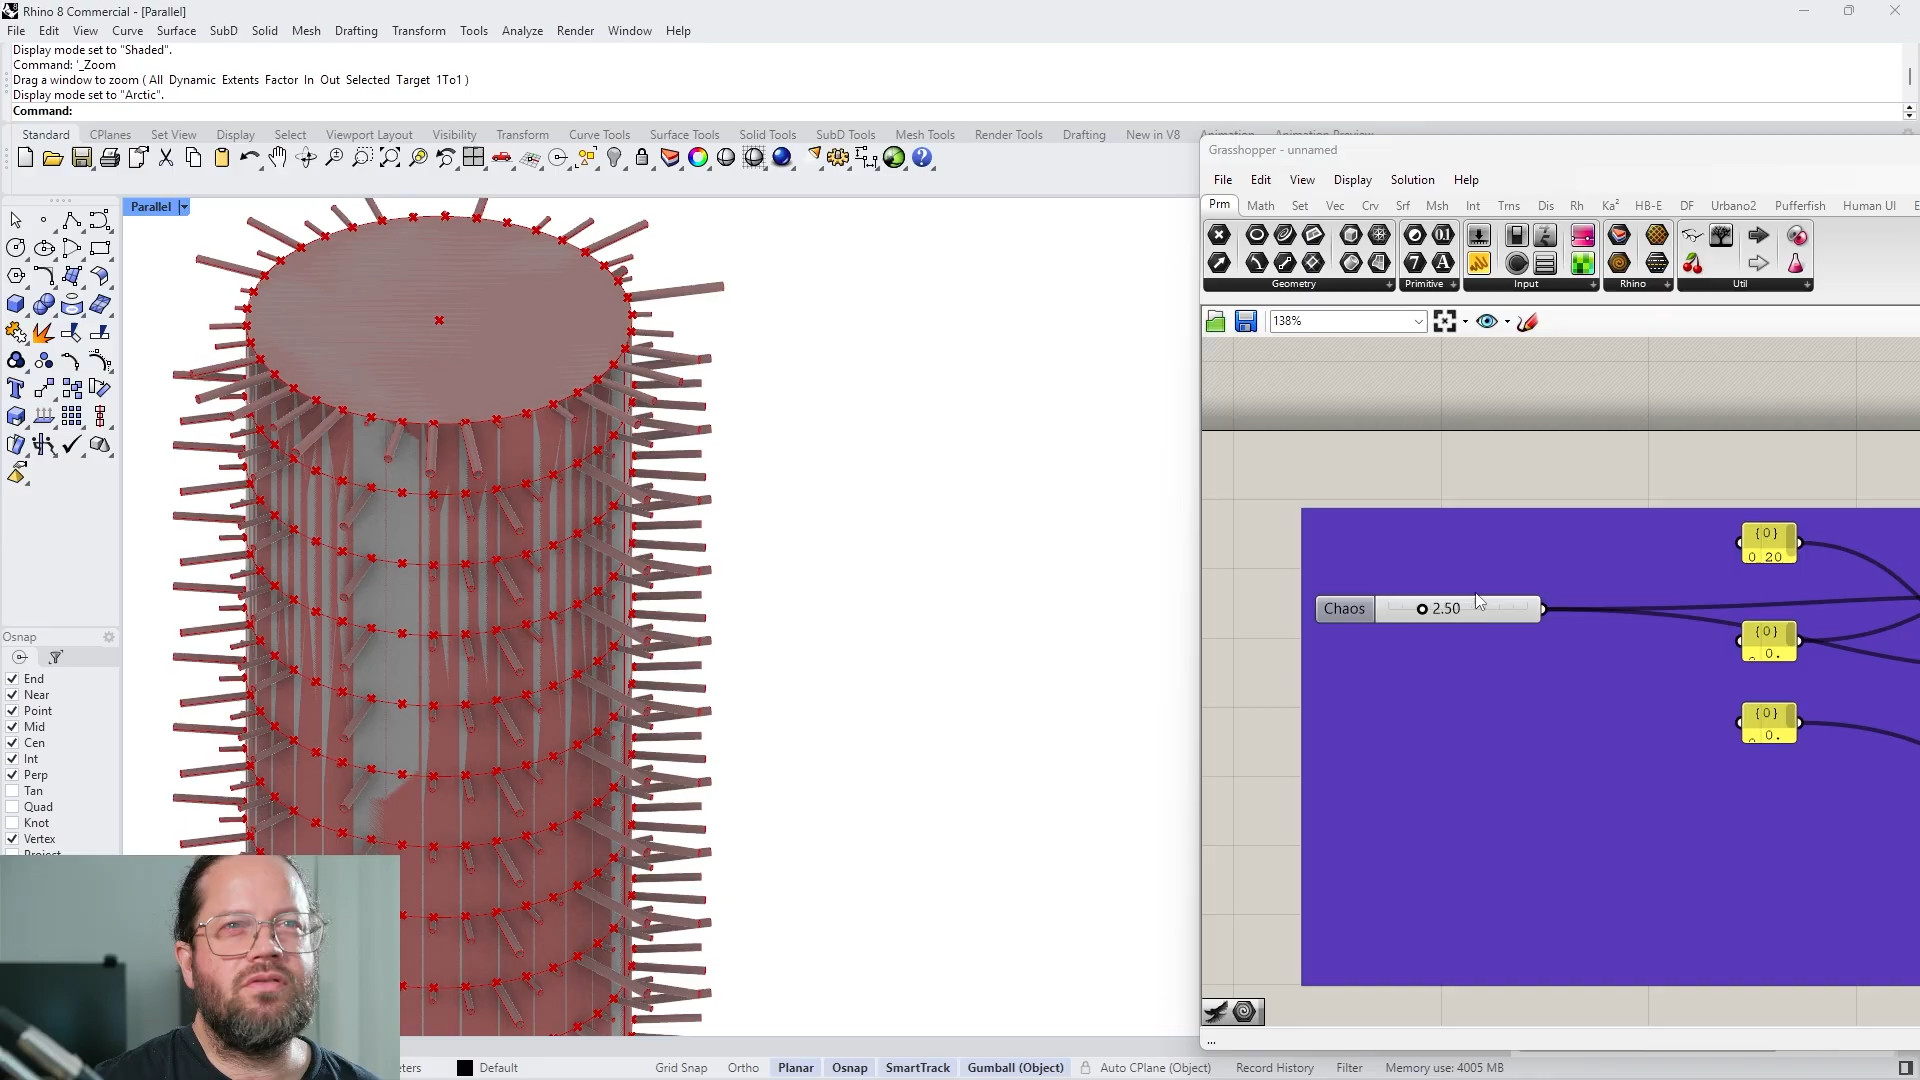 Rhino 8 Commercial - [Parallel]
File Edit View Curve Surface SubD Solid Mesh Drafting Transform Tools Analyze Render Window Help
Display mode set to "Shaded".
Command: '_Zoom
Drag a window to zoom ( All Dynamic Extents Factor In Out Selected Target 1To1 )
Display mode set to "Arctic".
Command:
Standard CPlanes Set View Display Select Viewport Layout Visibility Transform Curve Tools Surface Tools Solid Tools SubD Tools Mesh Tools Render Tools Drafting New in V8
Parallel
Grasshopper - unnamed
File Edit View Display Solution Help
Prm Math Set Vec Crv Srf Msh Int Trns Dis Rh Ka² HB-E DF Urbano2 Pufferfish Human UI E
Geometry Primitive Input Rhino Util
138%
{0}
0 20
Chaos 2.50
{0}
0.
{0}
0.
Osnap
End
Near
Point
Mid
Cen
Int
Perp
Tan
Quad
Knot
Vertex
...
eters Default Grid Snap Ortho Planar Osnap SmartTrack Gumball (Object) Auto CPlane (Object) Record History Filter Memory use: 4005 MB